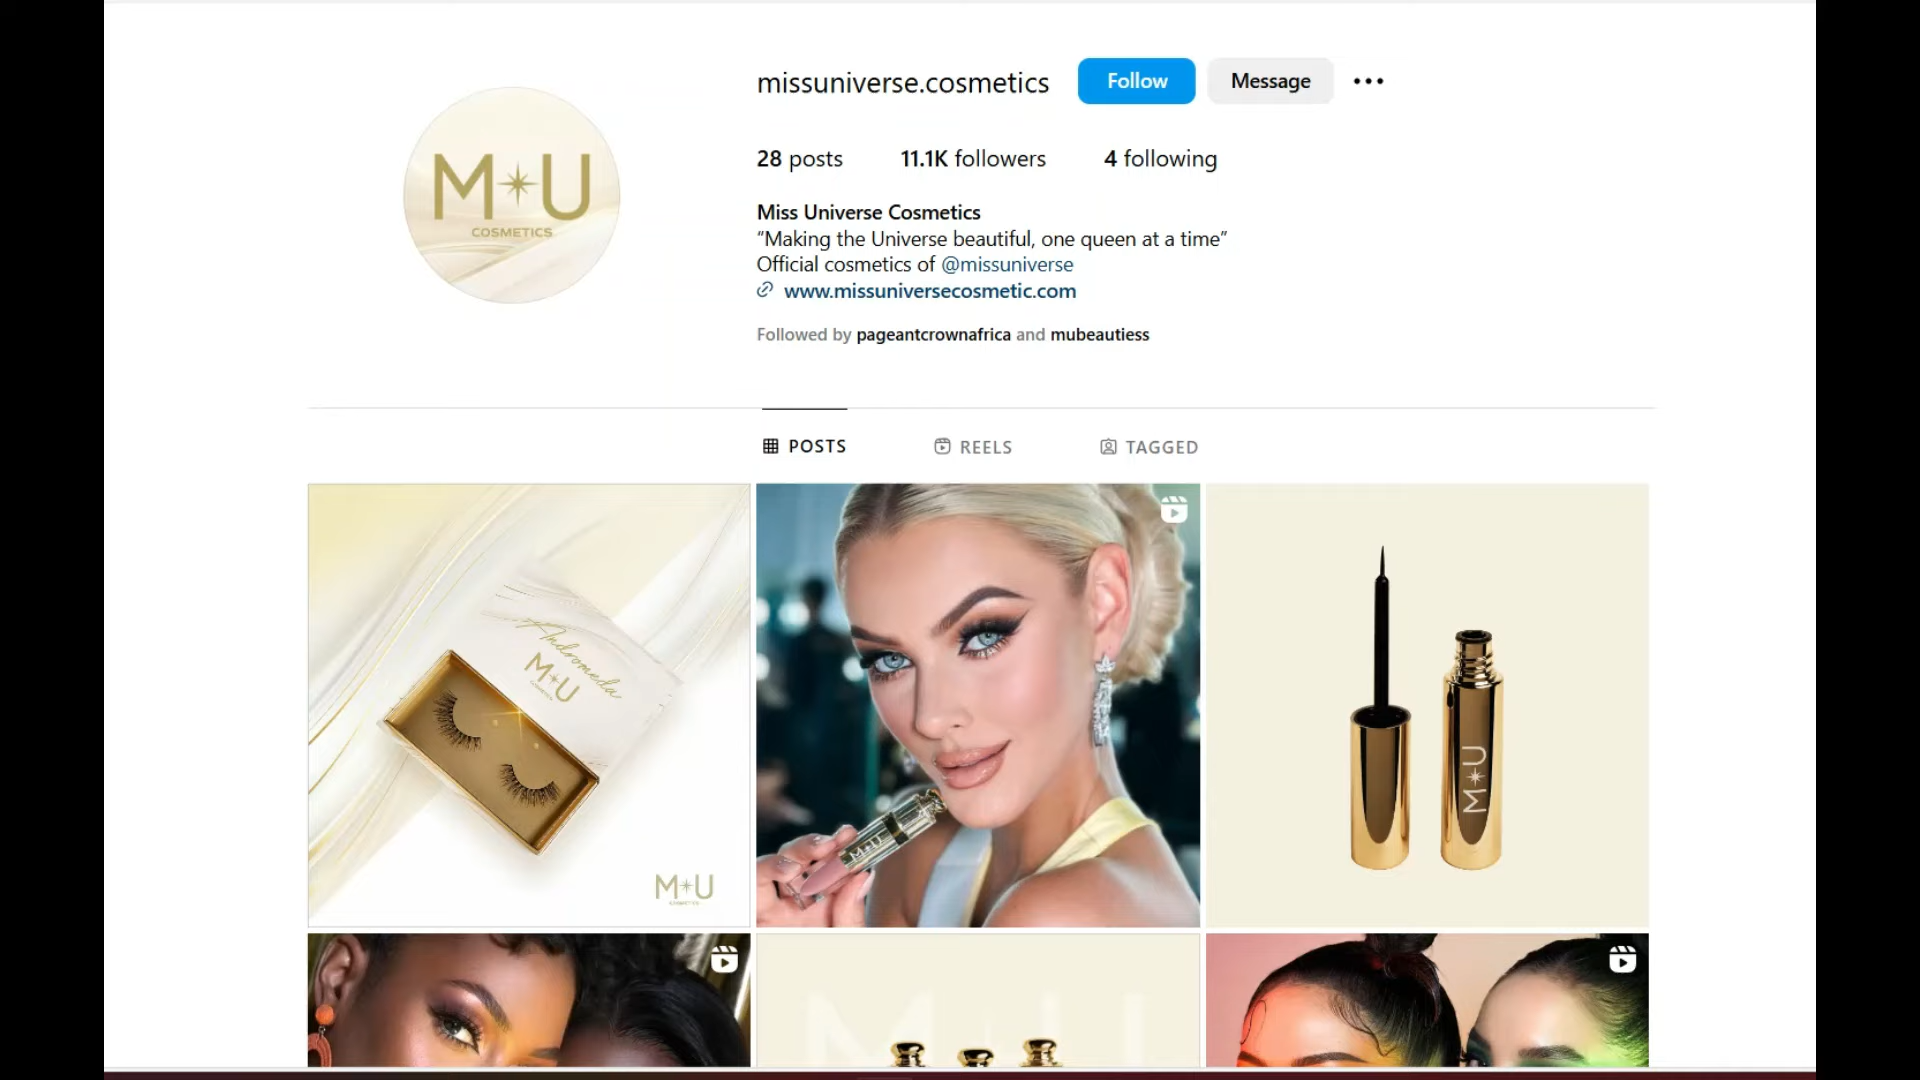 missuniverse.cosmetics
Follow
Message
28 posts
11.1K followers
4 following
M U
COSMETICS
Miss Universe Cosmetics
“Making the Universe beautiful, one queen at a time”
Official cosmetics of @missuniverse
www.missuniversecosmetic.com
Followed by pageantcrownafrica and mubeautiess
POSTS
REELS
TAGGED
Andromeda
M U
COSMETICS
M U
COSMETICS
M U
M U
M U